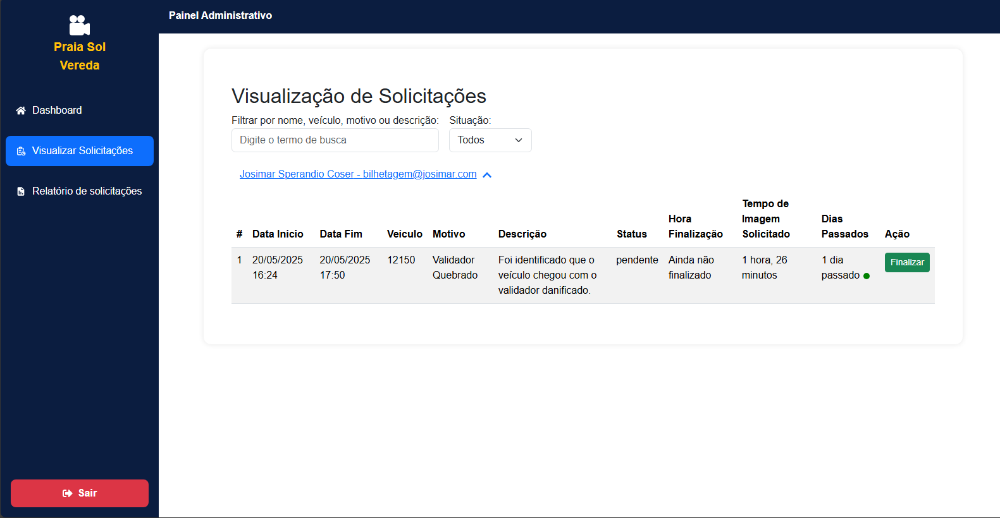 Painel Administrativo
Praia Sol
Vereda
Dashboard
Visualizar Solicitações
Relatório de solicitações
Sair
Visualização de Solicitações
Filtrar por nome, veículo, motivo ou descrição: Situação:
Digite o termo de busca Todos
Josimar Sperandio Coser - bilhetagem@josimar.com
# Data Início Data Fim Veículo Motivo Descrição Status Hora Finalização Tempo de Imagem Solicitado Dias Passados Ação
1 20/05/2025 16:24 20/05/2025 17:50 12150 Validador Quebrado Foi identificado que o veículo chegou com o validador danificado. pendente Ainda não finalizado 1 hora, 26 minutos 1 dia passado Finalizar